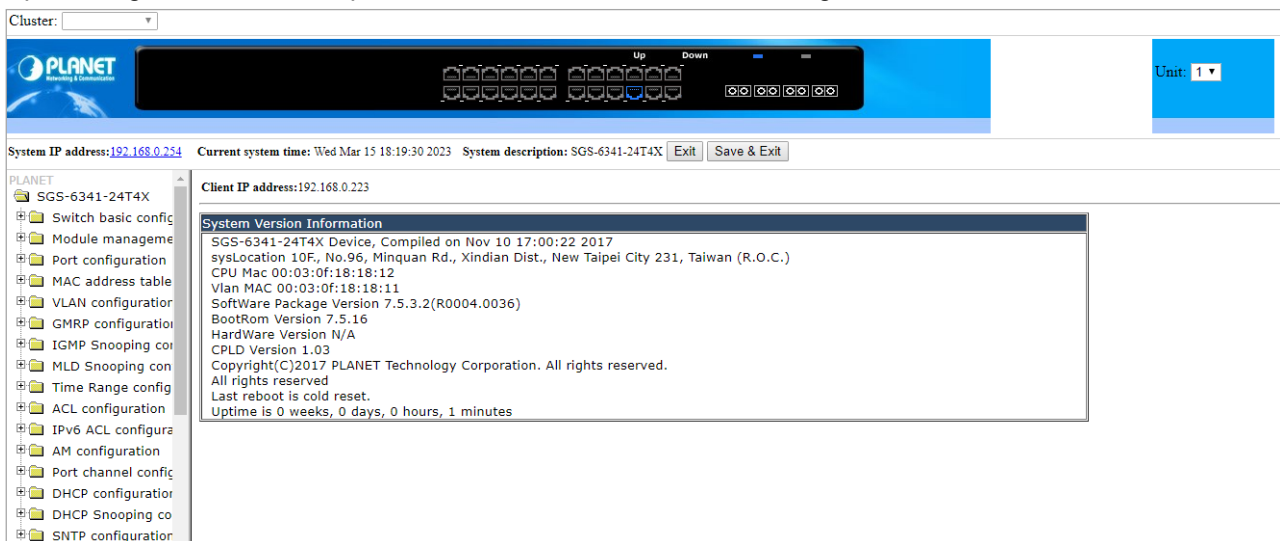 Cluster:
PLANET
Networking & Communication
Up Down
Unit: 1
System IP address:192.168.0.254 Current system time: Wed Mar 15 18:19:30 2023 System description: SGS-6341-24T4X Exit Save & Exit
PLANET
SGS-6341-24T4X
Switch basic config
Module manageme
Port configuration
MAC address table
VLAN configuration
GMRP configuration
IGMP Snooping con
MLD Snooping con
Time Range config
ACL configuration
IPv6 ACL configura
AM configuration
Port channel config
DHCP configuration
DHCP Snooping co
SNTP configuration
Client IP address:192.168.0.223
System Version Information
SGS-6341-24T4X Device, Compiled on Nov 10 17:00:22 2017
sysLocation 10F., No.96, Minquan Rd., Xindian Dist., New Taipei City 231, Taiwan (R.O.C.)
CPU Mac 00:03:0f:18:18:12
Vlan MAC 00:03:0f:18:18:11
SoftWare Package Version 7.5.3.2(R0004.0036)
BootRom Version 7.5.16
HardWare Version N/A
CPLD Version 1.03
Copyright(C)2017 PLANET Technology Corporation. All rights reserved.
All rights reserved
Last reboot is cold reset.
Uptime is 0 weeks, 0 days, 0 hours, 1 minutes